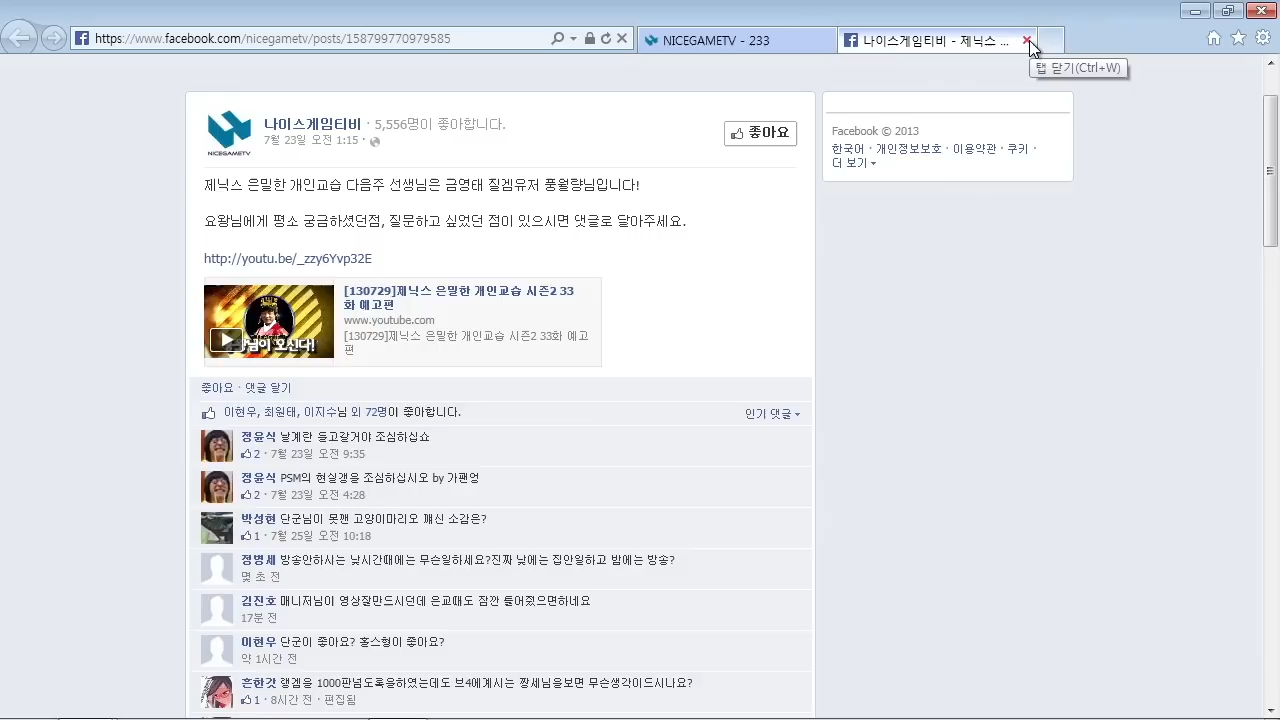 https://www.facebook.com/nicegametv/posts/158799770979585
NICEGAMETV - 233
나이스게임티비 - 제닉스 ...
탭 닫기(Ctrl+W)
NICEGAMETV
나이스게임티비 · 5,556명이 좋아합니다.
7월 23일 오전 1:15 ·
좋아요
제닉스 은밀한 개인교습 다음주 선생님은 금영태 질겜유저 풍월량님입니다!
요왕님에게 평소 궁금하셨던점, 질문하고 싶었던 점이 있으시면 댓글로 달아주세요.
http://youtu.be/_zzy6Yvp32E
님이 오신다!
[130729]제닉스 은밀한 개인교습 시즌2 33
화 예고편
www.youtube.com
[130729]제닉스 은밀한 개인교습 시즌2 33화 예고
편
좋아요 · 댓글 달기
이현우, 최원태, 이지수님 외 72명이 좋아합니다.
인기 댓글
정윤식 날계란 들고갈거야 조심하십쇼
2 · 7월 23일 오전 9:35
정윤식 PSM의 현실갱을 조심하십시오 by 가펜엉
2 · 7월 23일 오전 4:28
박성현 단군님이 못깬 고양이마리오 깨신 소감은?
1 · 7월 25일 오전 10:18
정병세 방송안하시는 낮시간때에는 무슨일하세요?진짜 낮에는 집안일하고 밤에는 방송?
몇 초 전
김진호 매니저님이 영상잘만드시던데 은교때도 잠깐 틀어줬으면하네요
17분 전
이현우 단군이 좋아요? 홀스형이 좋아요?
약 1시간 전
흔한갓 랭겜을 1000판넘도록응하였는데도 브4에계시는 짱세님을보면 무슨생각이드시나요?
1 · 8시간 전 · 편집됨
Facebook © 2013
한국어 · 개인정보보호 · 이용약관 · 쿠키 ·
더 보기